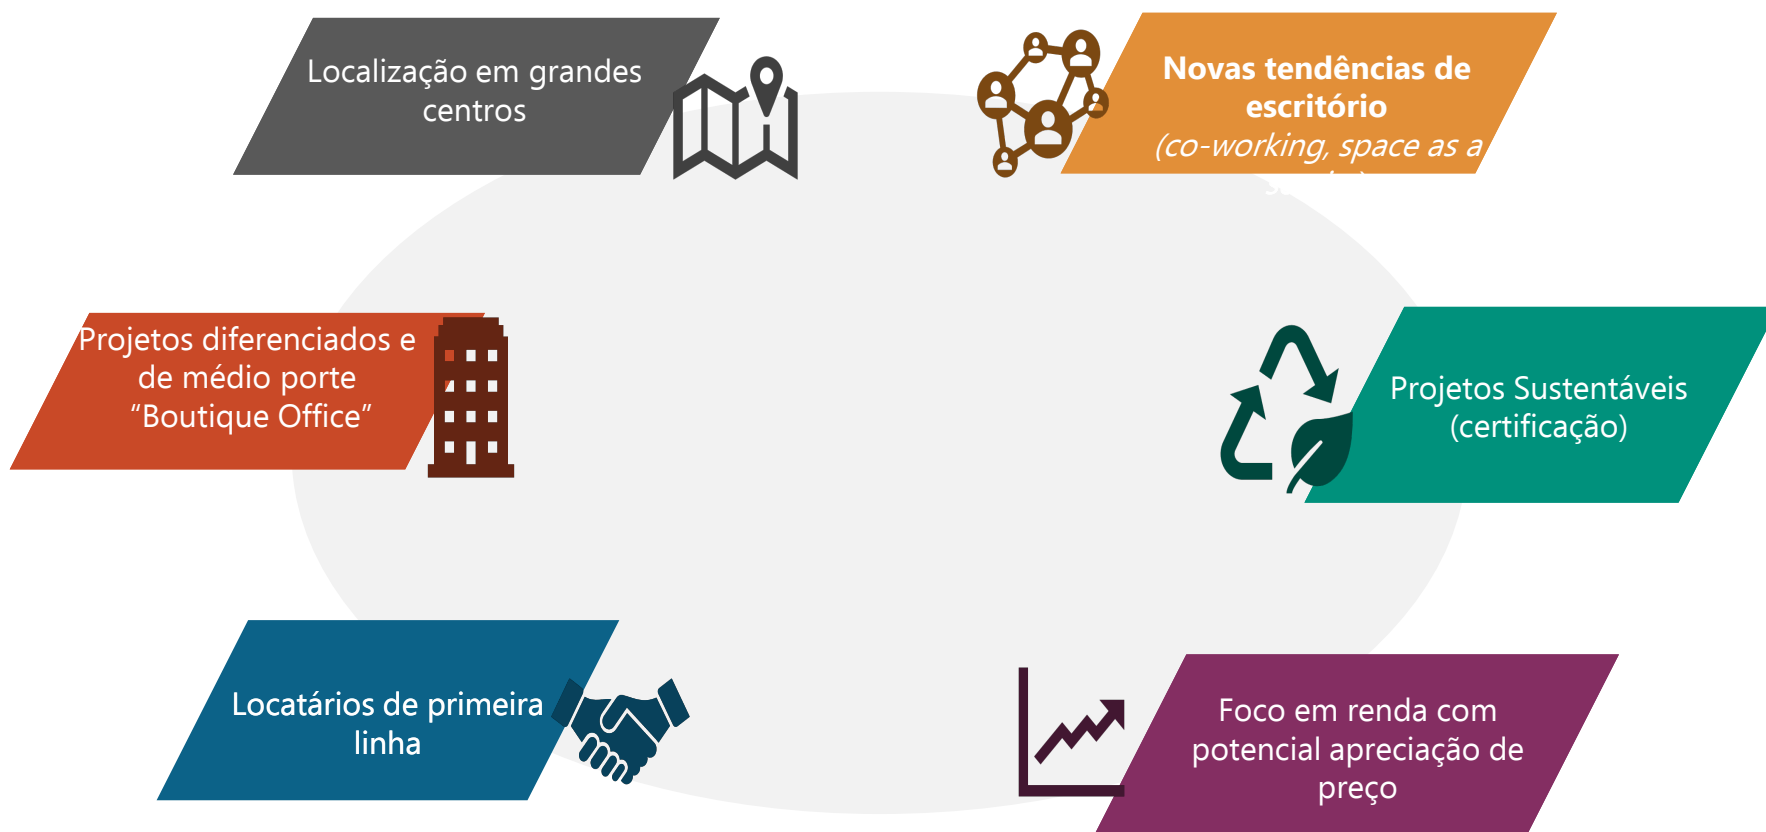 Localização em grandes
centros
Novas tendências de
escritório
(co-working, space as a
Projetos diferenciados e
de médio porte
“Boutique Office”
Projetos Sustentáveis
(certificação)
Locatários de primeira
linha
Foco em renda com
potencial apreciação de
preço